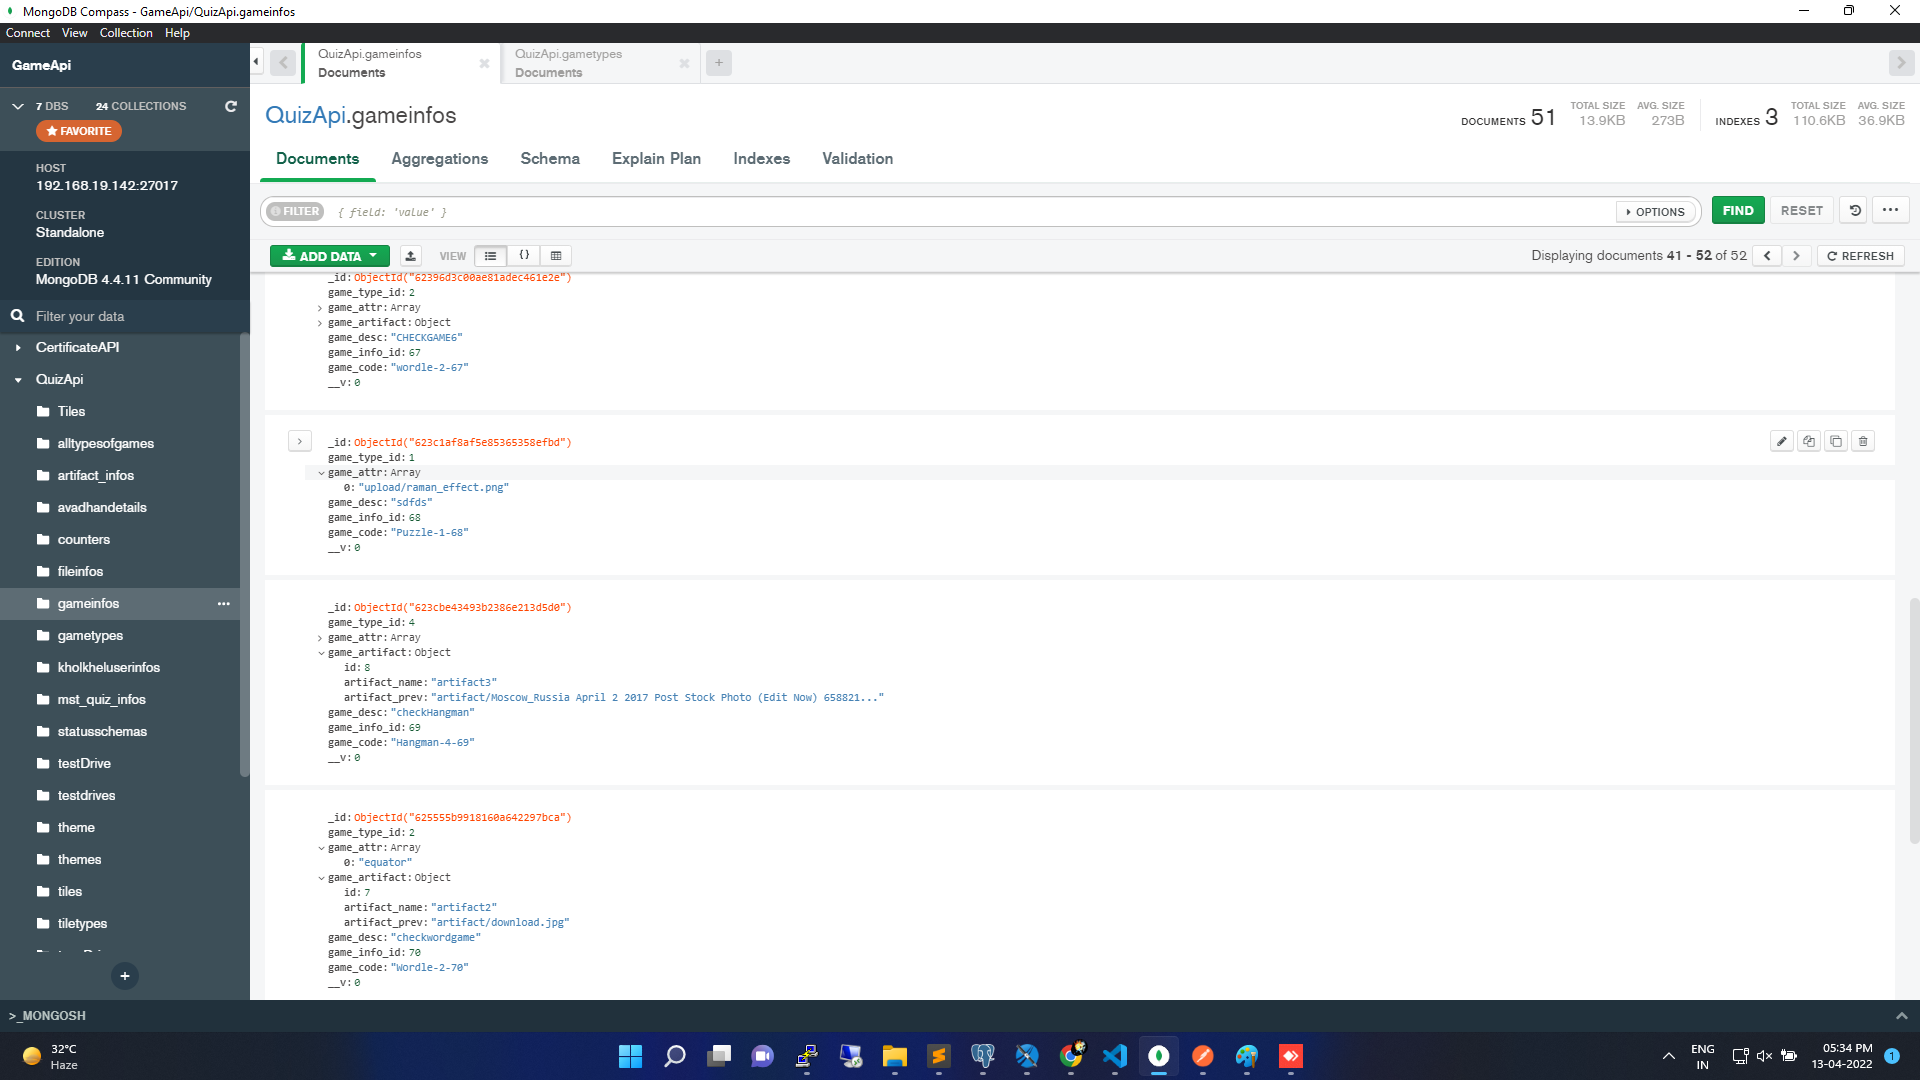 MongoDB Compass - GameApi/QuizApi.gameinfos
Connect View Collection Help
GameApi
7 DBS 24 COLLECTIONS
FAVORITE
HOST
192.168.19.142:27017
CLUSTER
Standalone
EDITION
MongoDB 4.4.11 Community
Filter your data
CertificateAPI
QuizApi
Tiles
alltypesofgames
artifact_infos
avadhandetails
counters
fileinfos
gameinfos
gametypes
kholkheluserinfos
mst_quiz_infos
statusschemas
testDrive
testdrives
theme
themes
tiles
tiletypes
QuizApi.gameinfos
Documents
QuizApi.gametypes
Documents
QuizApi.gameinfos
DOCUMENTS 51 TOTAL SIZE 13.9KB AVG. SIZE 273B
INDEXES 3 TOTAL SIZE 110.6KB AVG. SIZE 36.9KB
Documents Aggregations Schema Explain Plan Indexes Validation
FILTER { field: 'value' } OPTIONS FIND RESET
ADD DATA VIEW {} Displaying documents 41 - 52 of 52 REFRESH
_id: ObjectId("62396d3c00ae81adec461e2e")
game_type_id: 2
game_attr: Array
game_artifact: Object
game_desc: "CHECKGAME6"
game_info_id: 67
game_code: "wordle-2-67"
__v: 0
_id: ObjectId("623c1af8af5e85365358efbd")
game_type_id: 1
game_attr: Array
0: "upload/raman_effect.png"
game_desc: "sdfds"
game_info_id: 68
game_code: "Puzzle-1-68"
__v: 0
_id: ObjectId("623cbe43493b2386e213d5d0")
game_type_id: 4
game_attr: Array
game_artifact: Object
id: 8
artifact_name: "artifact3"
artifact_prev: "artifact/Moscow_Russia April 2 2017 Post Stock Photo (Edit Now) 658821..."
game_desc: "checkHangman"
game_info_id: 69
game_code: "Hangman-4-69"
__v: 0
_id: ObjectId("625555b9918160a642297bca")
game_type_id: 2
game_attr: Array
0: "equator"
game_artifact: Object
id: 7
artifact_name: "artifact2"
artifact_prev: "artifact/download.jpg"
game_desc: "checkwordgame"
game_info_id: 70
game_code: "Wordle-2-70"
__v: 0
>_MONGOSH
32°C
Haze
ENG
IN
05:34 PM
13-04-2022
1